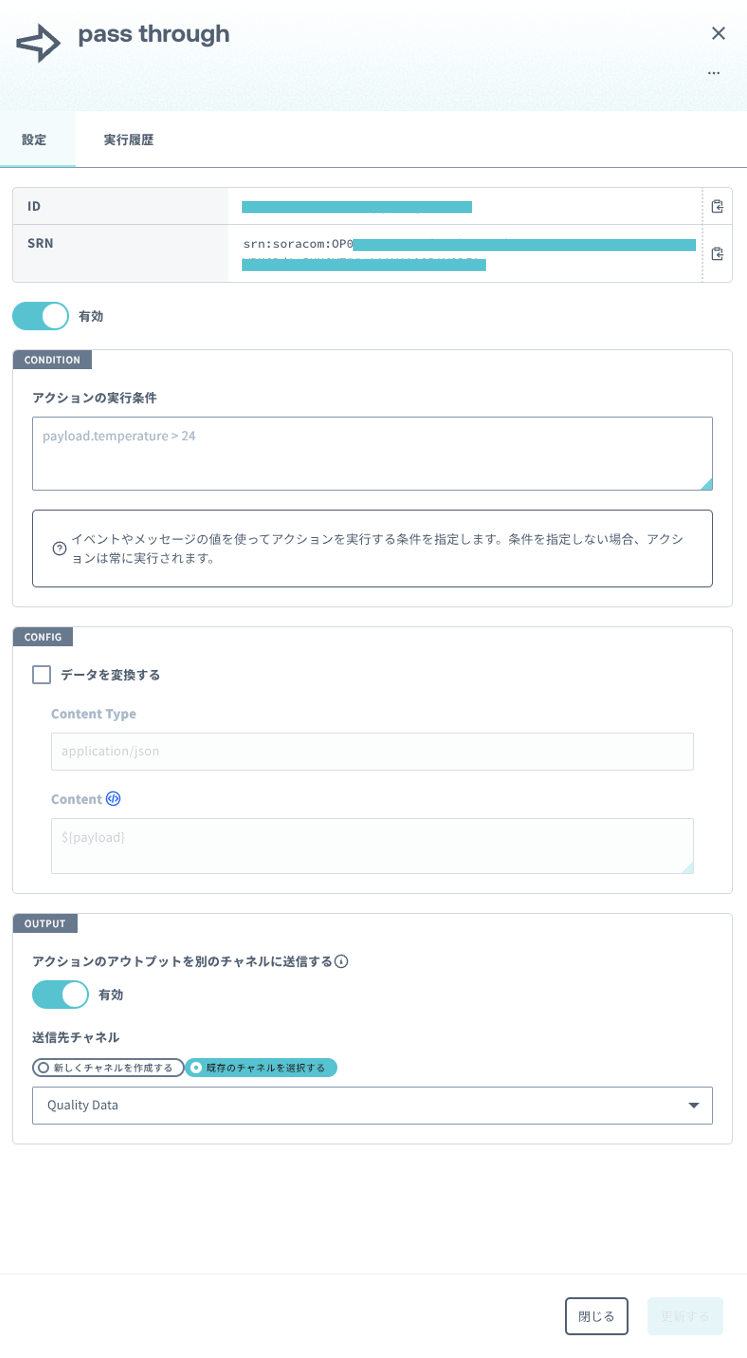 pass through
...
設定
実行履歴
ID
SRN
srn:soracom:OP0
有効
CONDITION
アクションの実行条件
payload.temperature > 24
イベントやメッセージの値を使ってアクションを実行する条件を指定します。条件を指定しない場合、アクシ
ョンは常に実行されます。
CONFIG
データを変換する
Content Type
application/json
Content
${payload}
OUTPUT
アクションのアウトプットを別のチャネルに送信する
有効
送信先チャネル
新しくチャネルを作成する
既存のチャネルを選択する
Quality Data
閉じる
更新する